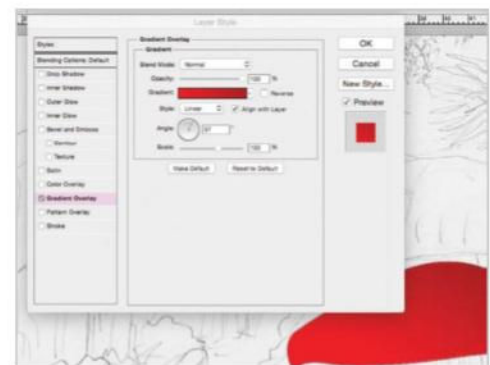 Layer Style
Styles
Blending Options: Default
Drop Shadow
Inner Shadow
Outer Glow
Inner Glow
Bevel and Emboss
Contour
Texture
Satin
Color Overlay
Gradient Overlay
Pattern Overlay
Stroke
Gradient Overlay
Gradient
Blend Mode: Normal
Opacity: 100 %
Gradient: Reverse
Style: Linear Align with Layer
Angle: °
Scale: 100 %
Make Default Reset to Default
OK
Cancel
New Style...
Preview